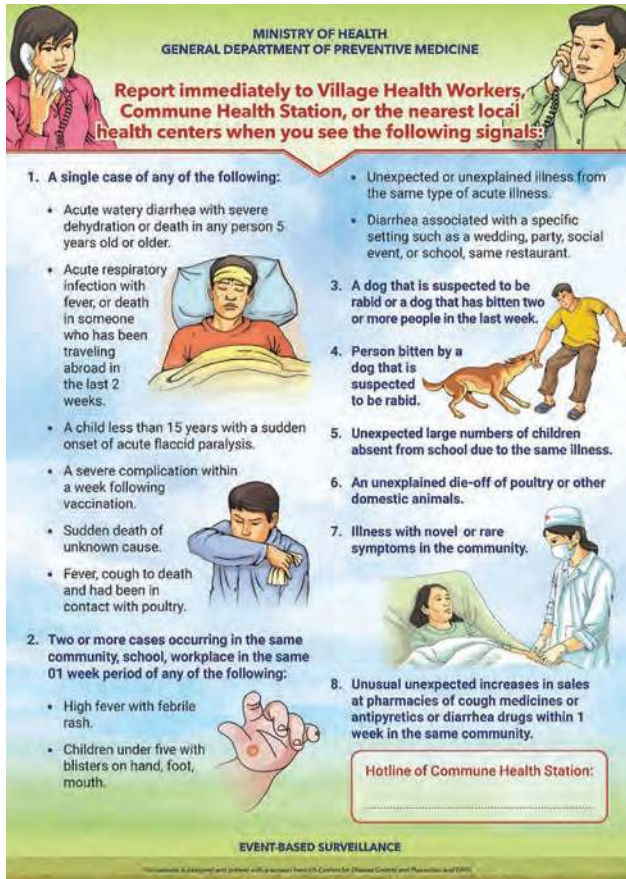 MINISTRY OF HEALTH
GENERAL DEPARTMENT OF PREVENTIVE MEDICINE
Report immediately to Village Health Workers,
Commune Health Station, or the nearest local
health centers when you see the following signals:
1. A single case of any of the following:
• Acute watery diarrhea with severe
dehydration or death in any person 5
years old or older.
• Acute respiratory
infection with
fever, or death
in someone
who has been
traveling
abroad in
the last 2
weeks.
• A child less than 15 years with a sudden
onset of acute flaccid paralysis.
• A severe complication within
a week following
vaccination.
• Sudden death of
unknown cause.
• Fever, cough to death
and had been in
contact with poultry.
2. Two or more cases occurring in the same
community, school, workplace in the same
01 week period of any of the following:
• High fever with febrile
rash.
• Children under five with
blisters on hand, foot,
mouth.
• Unexpected or unexplained illness from
the same type of acute illness.
• Diarrhea associated with a specific
setting such as a wedding, party, social
event, or school, same restaurant.
3. A dog that is suspected to be
rabid or a dog that has bitten two
or more people in the last week.
4. Person bitten by a
dog that is
suspected
to be rabid.
5. Unexpected large numbers of children
absent from school due to the same illness.
6. An unexplained die-off of poultry or other
domestic animals.
7. Illness with novel or rare
symptoms in the community.
8. Unusual unexpected increases in sales
at pharmacies of cough medicines or
antipyretics or diarrhea drugs within 1
week in the same community.
Hotline of Commune Health Station:
EVENT-BASED SURVEILLANCE